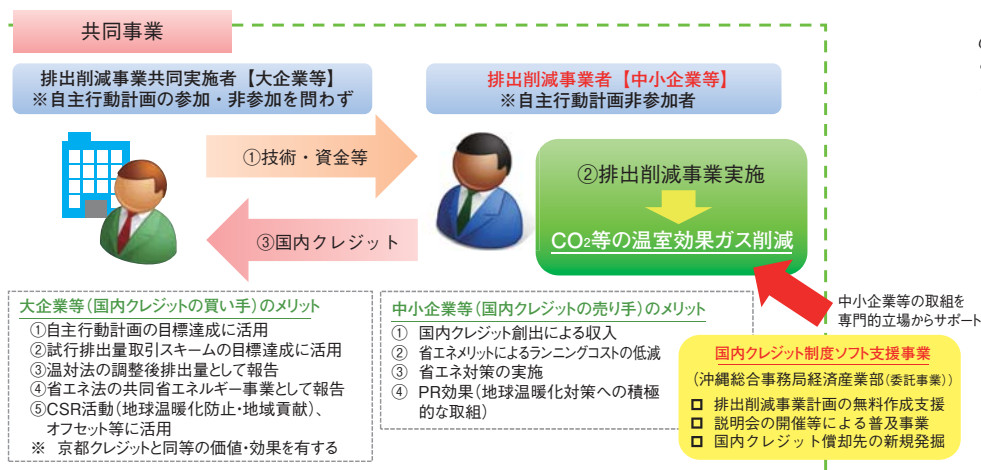 共同事業
排出削減事業共同実施者【大企業等】
※自主行動計画の参加・非参加を問わず
排出削減事業者【中小企業等】
※自主行動計画非参加者
①技術・資金等
②排出削減事業実施
③国内クレジット
CO2等の温室効果ガス削減
大企業等(国内クレジットの買い手)のメリット
①自主行動計画の目標達成に活用
②試行排出量取引スキームの目標達成に活用
③温対法の調整後排出量として報告
④省エネ法の共同省エネルギー事業として報告
⑤CSR活動(地球温暖化防止・地域貢献)、
オフセット等に活用
※ 京都クレジットと同等の価値・効果を有する
中小企業等(国内クレジットの売り手)のメリット
① 国内クレジット創出による収入
② 省エネメリットによるランニングコストの低減
③ 省エネ対策の実施
④ PR効果(地球温暖化対策への積極
的な取組)
中小企業等の取組を
専門的立場からサポート
国内クレジット制度ソフト支援事業
(沖縄総合事務局経済産業部(委託事業))
排出削減事業計画の無料作成支援
説明会の開催等による普及事業
国内クレジット償却先の新規発掘